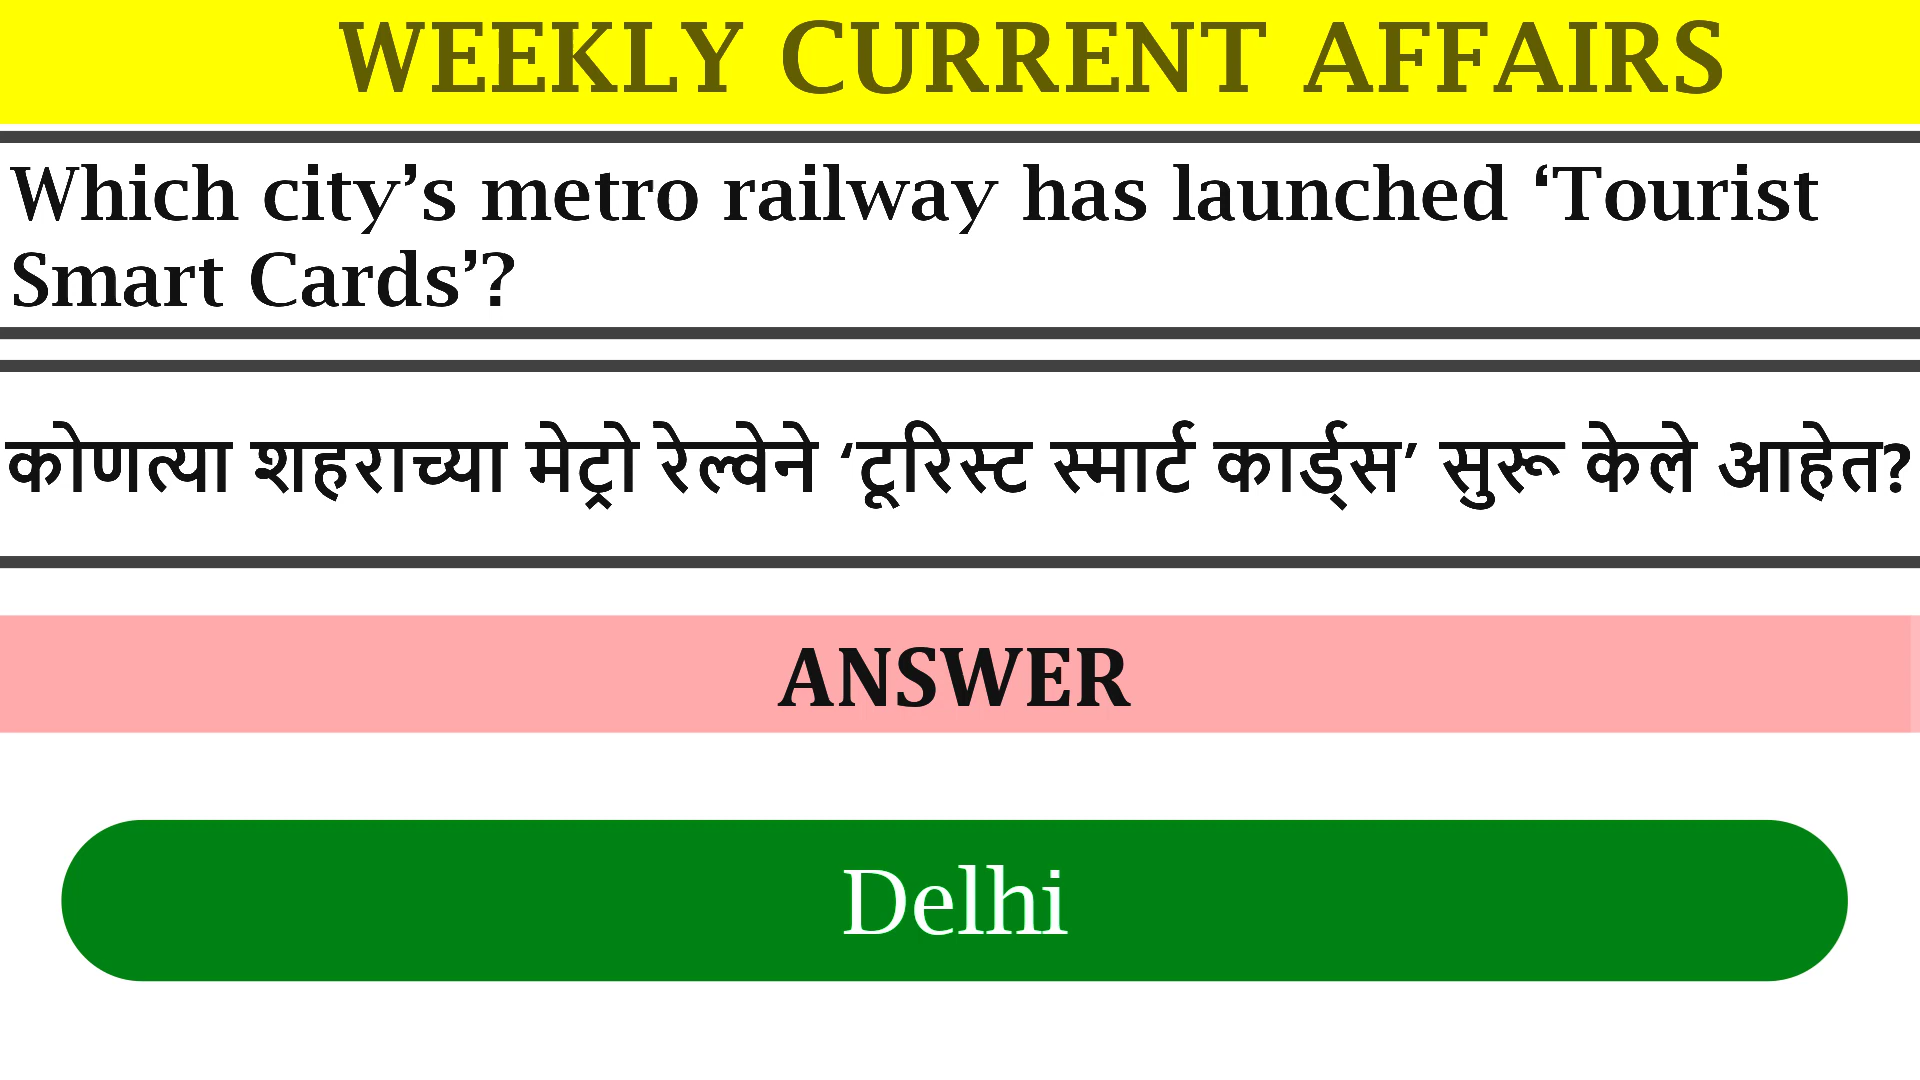 WEEKLY CURRENT AFFAIRS
Which city’s metro railway has launched ‘Tourist
Smart Cards’?
कोणत्या शहराच्या मेट्रो रेल्वेने ‘टूरिस्ट स्मार्ट कार्ड्स’ सुरू केले आहेत?
ANSWER
Delhi